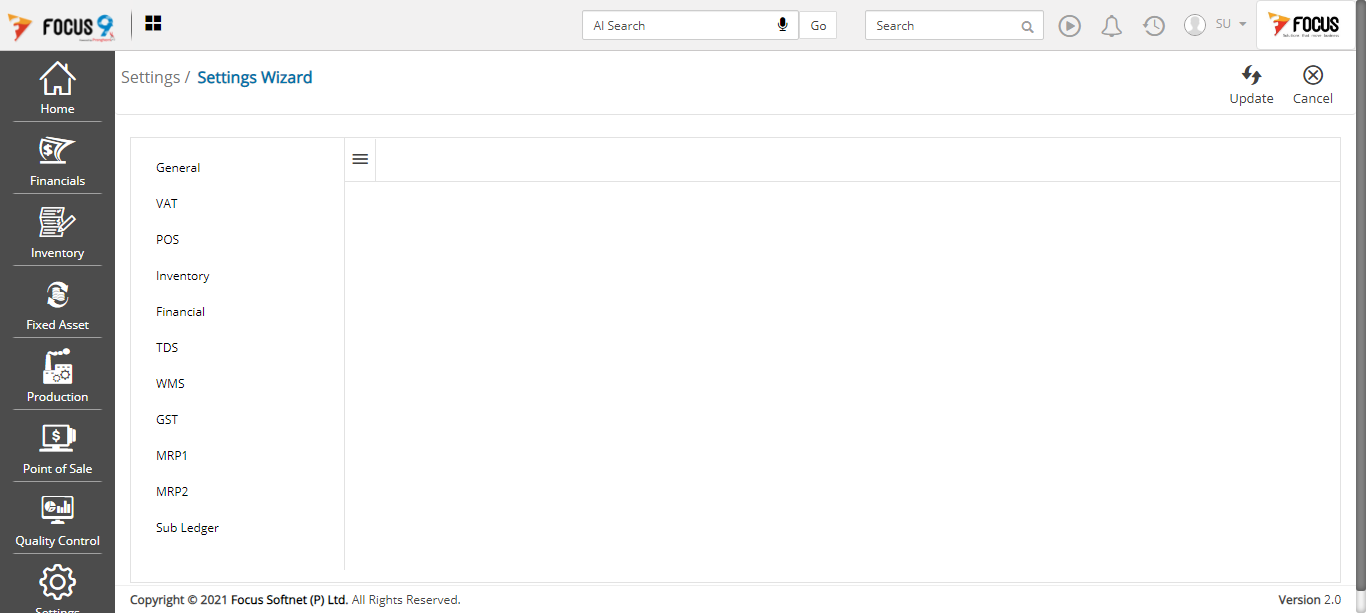 FOCUS 9
AI Search
Go
Search
SU
FOCUS
Settings / Settings Wizard
Update
Cancel
Home
Financials
Inventory
Fixed Asset
Production
Point of Sale
Quality Control
Settings
General
VAT
POS
Inventory
Financial
TDS
WMS
GST
MRP1
MRP2
Sub Ledger
Copyright © 2021 Focus Softnet (P) Ltd. All Rights Reserved.
Version 2.0